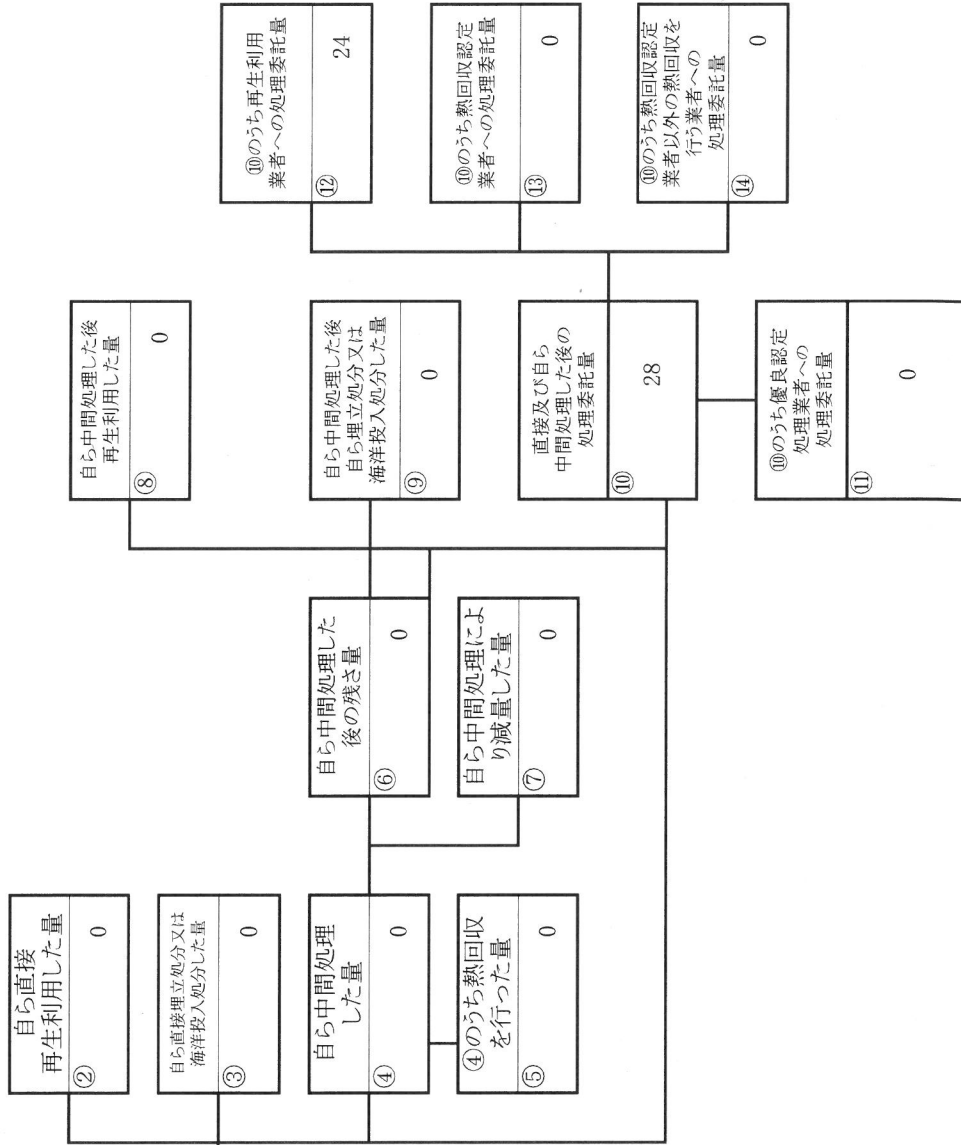 自ら直接
再生利用した量
②
0
自ら直接埋立処分又は
海洋投入処分した量
③
0
自ら中間処理
した量
④
0
④のうち熱回収
を行った量
⑤
0
自ら中間処理した
後の残さ量
⑥
0
自ら中間処理によ
り減量した量
⑦
0
自ら中間処理した後
再生利用した量
⑧
0
自ら中間処理した後
自ら埋立処分又は
海洋投入処分した量
⑨
0
直接及び自ら
中間処理した後の
処理委託量
⑩
28
⑩のうち優良認定
処理業者への
処理委託量
⑪
0
⑩のうち再生利用
業者への処理委託量
⑫
24
⑩のうち熱回収認定
業者への処理委託量
⑬
0
⑩のうち熱回収認定
業者以外の熱回収を
行う業者への
処理委託量
⑭
0